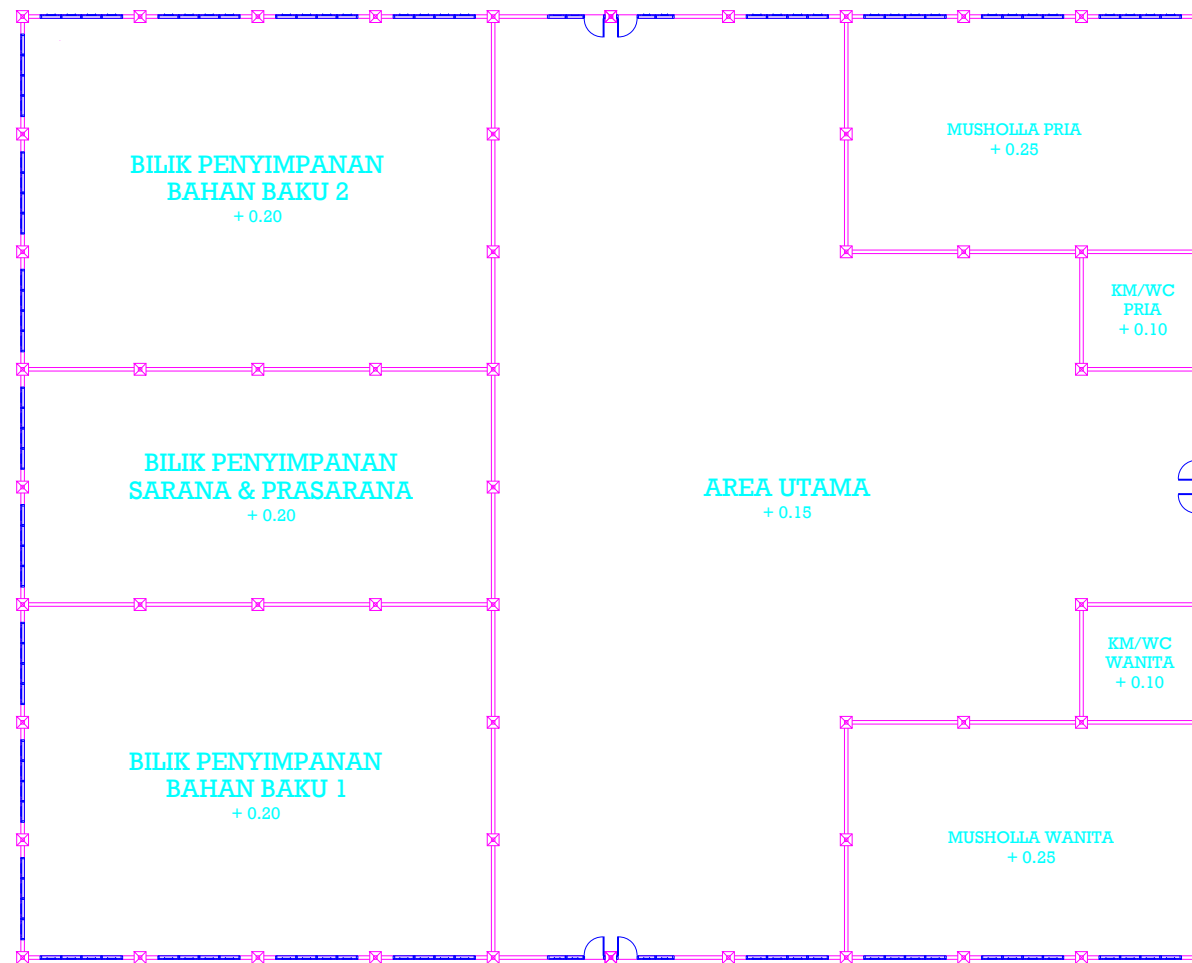 MUSHOLLA PRIA
+ 0.25
BILIK PENYIMPANAN
BAHAN BAKU 2
+ 0.20
KM/WC
PRIA
+ 0.10
BILIK PENYIMPANAN
SARANA & PRASARANA
+ 0.20
AREA UTAMA
+ 0.15
KM/WC
WANITA
+ 0.10
BILIK PENYIMPANAN
BAHAN BAKU 1
+ 0.20
MUSHOLLA WANITA
+ 0.25